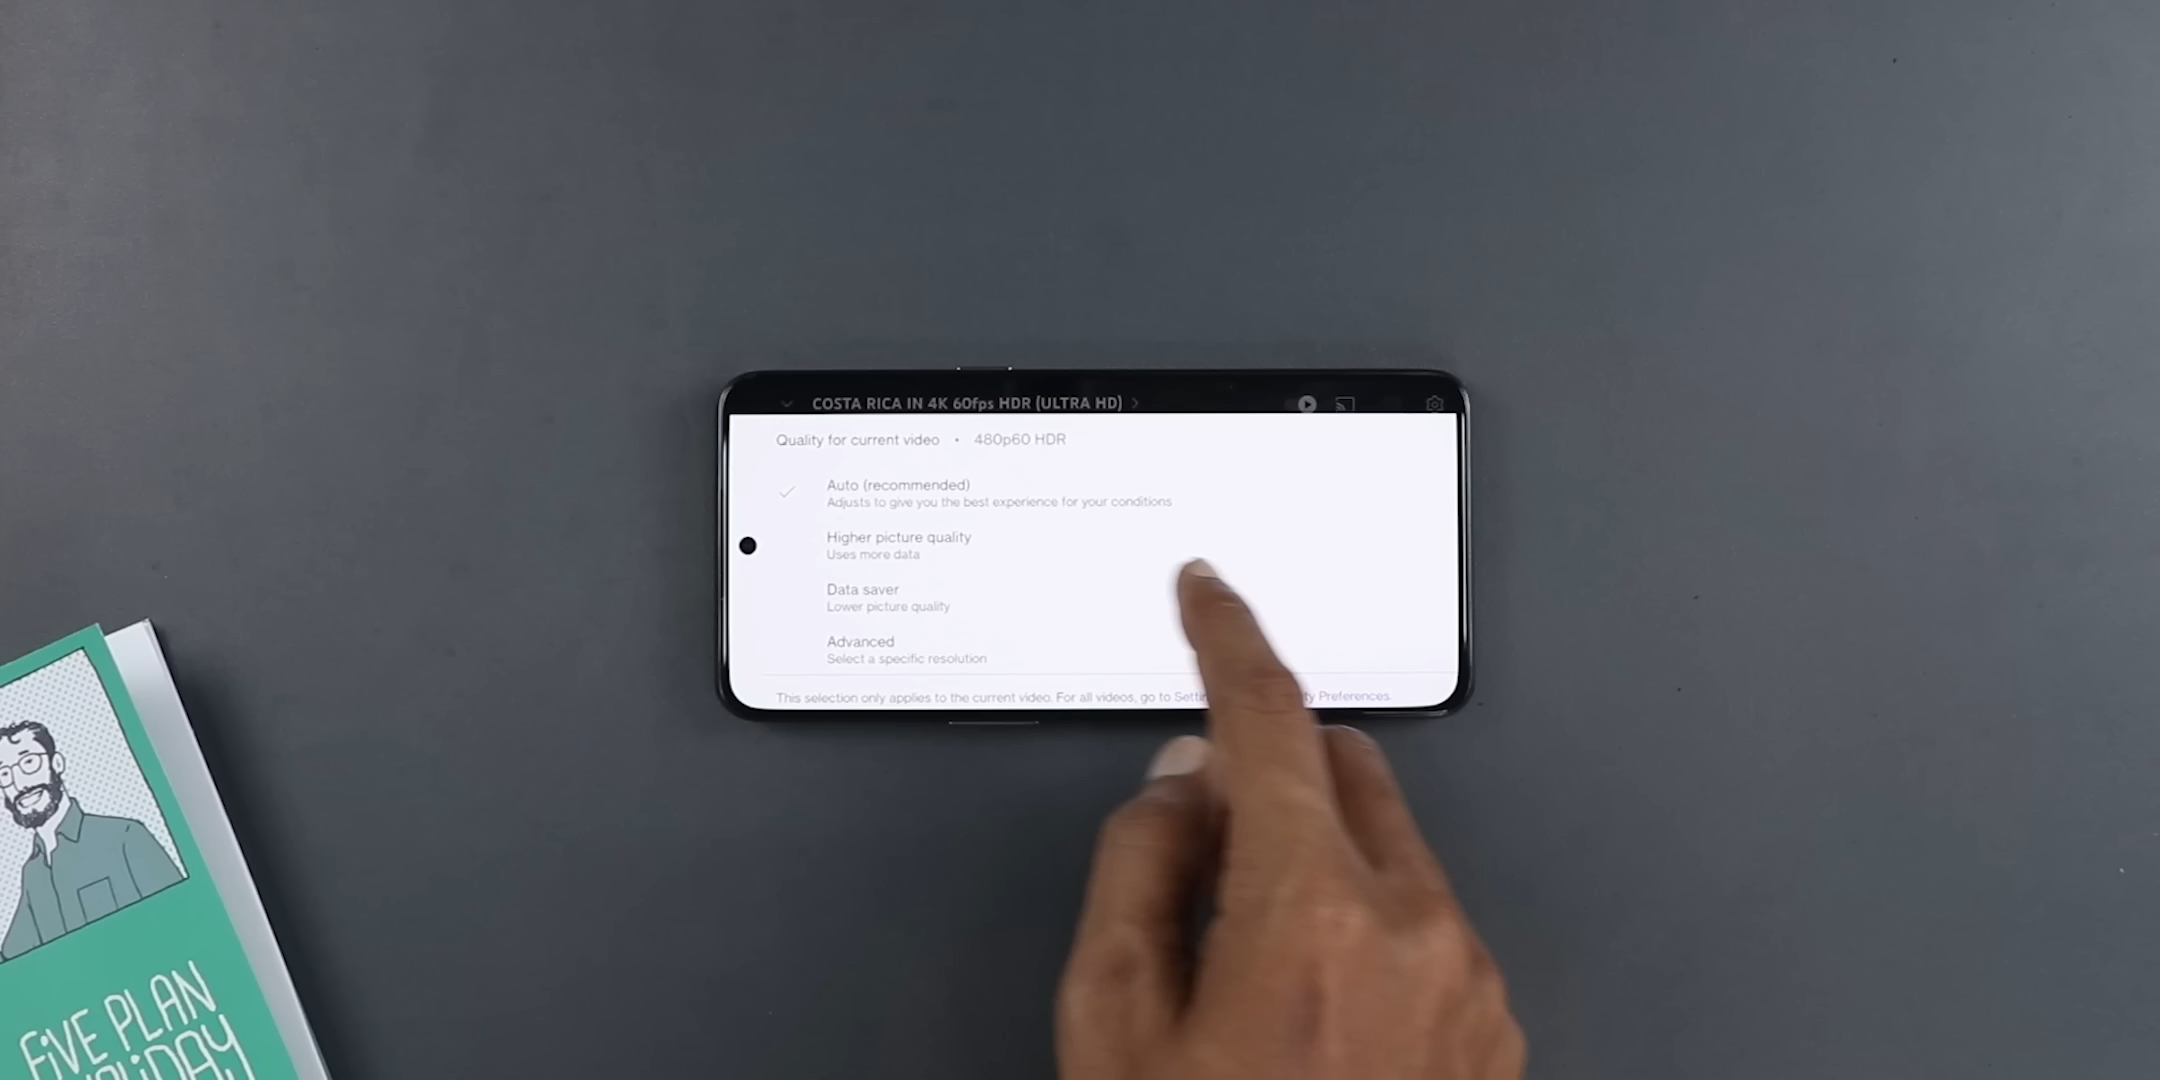 COSTA RICA IN 4K 60fps HDR (ULTRA HD)
Quality for current video • 480p60 HDR
Auto (recommended)
Adjusts to give you the best experience for your conditions
Higher picture quality
Uses more data
Data saver
Lower picture quality
Advanced
Select a specific resolution
This selection only applies to the current video. For all videos, go to Preferences.
FiVE PLAN